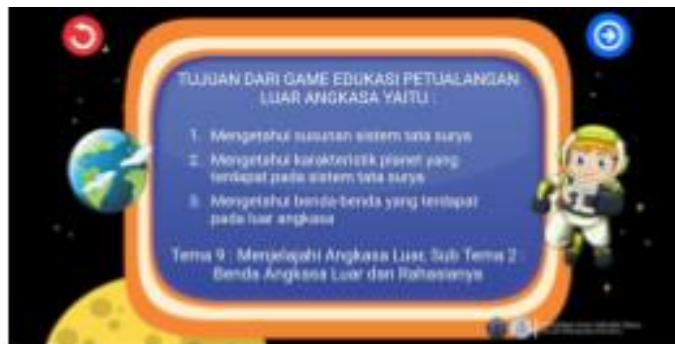 TUJUAN DARI GAME EDUKASI PETUALANGAN
LUAR ANGKASA YAITU :
1. Mengetahui susunan sistem tata surya
2. Mengetahui karakteristik planet yang
terdapat pada sistem tata surya
3. Mengetahui benda-benda yang terdapat
pada luar angkasa
Tema 9 : Menjelajahi Angkasa Luar, Sub Tema 2 :
Benda Angkasa Luar dan Rahasianya